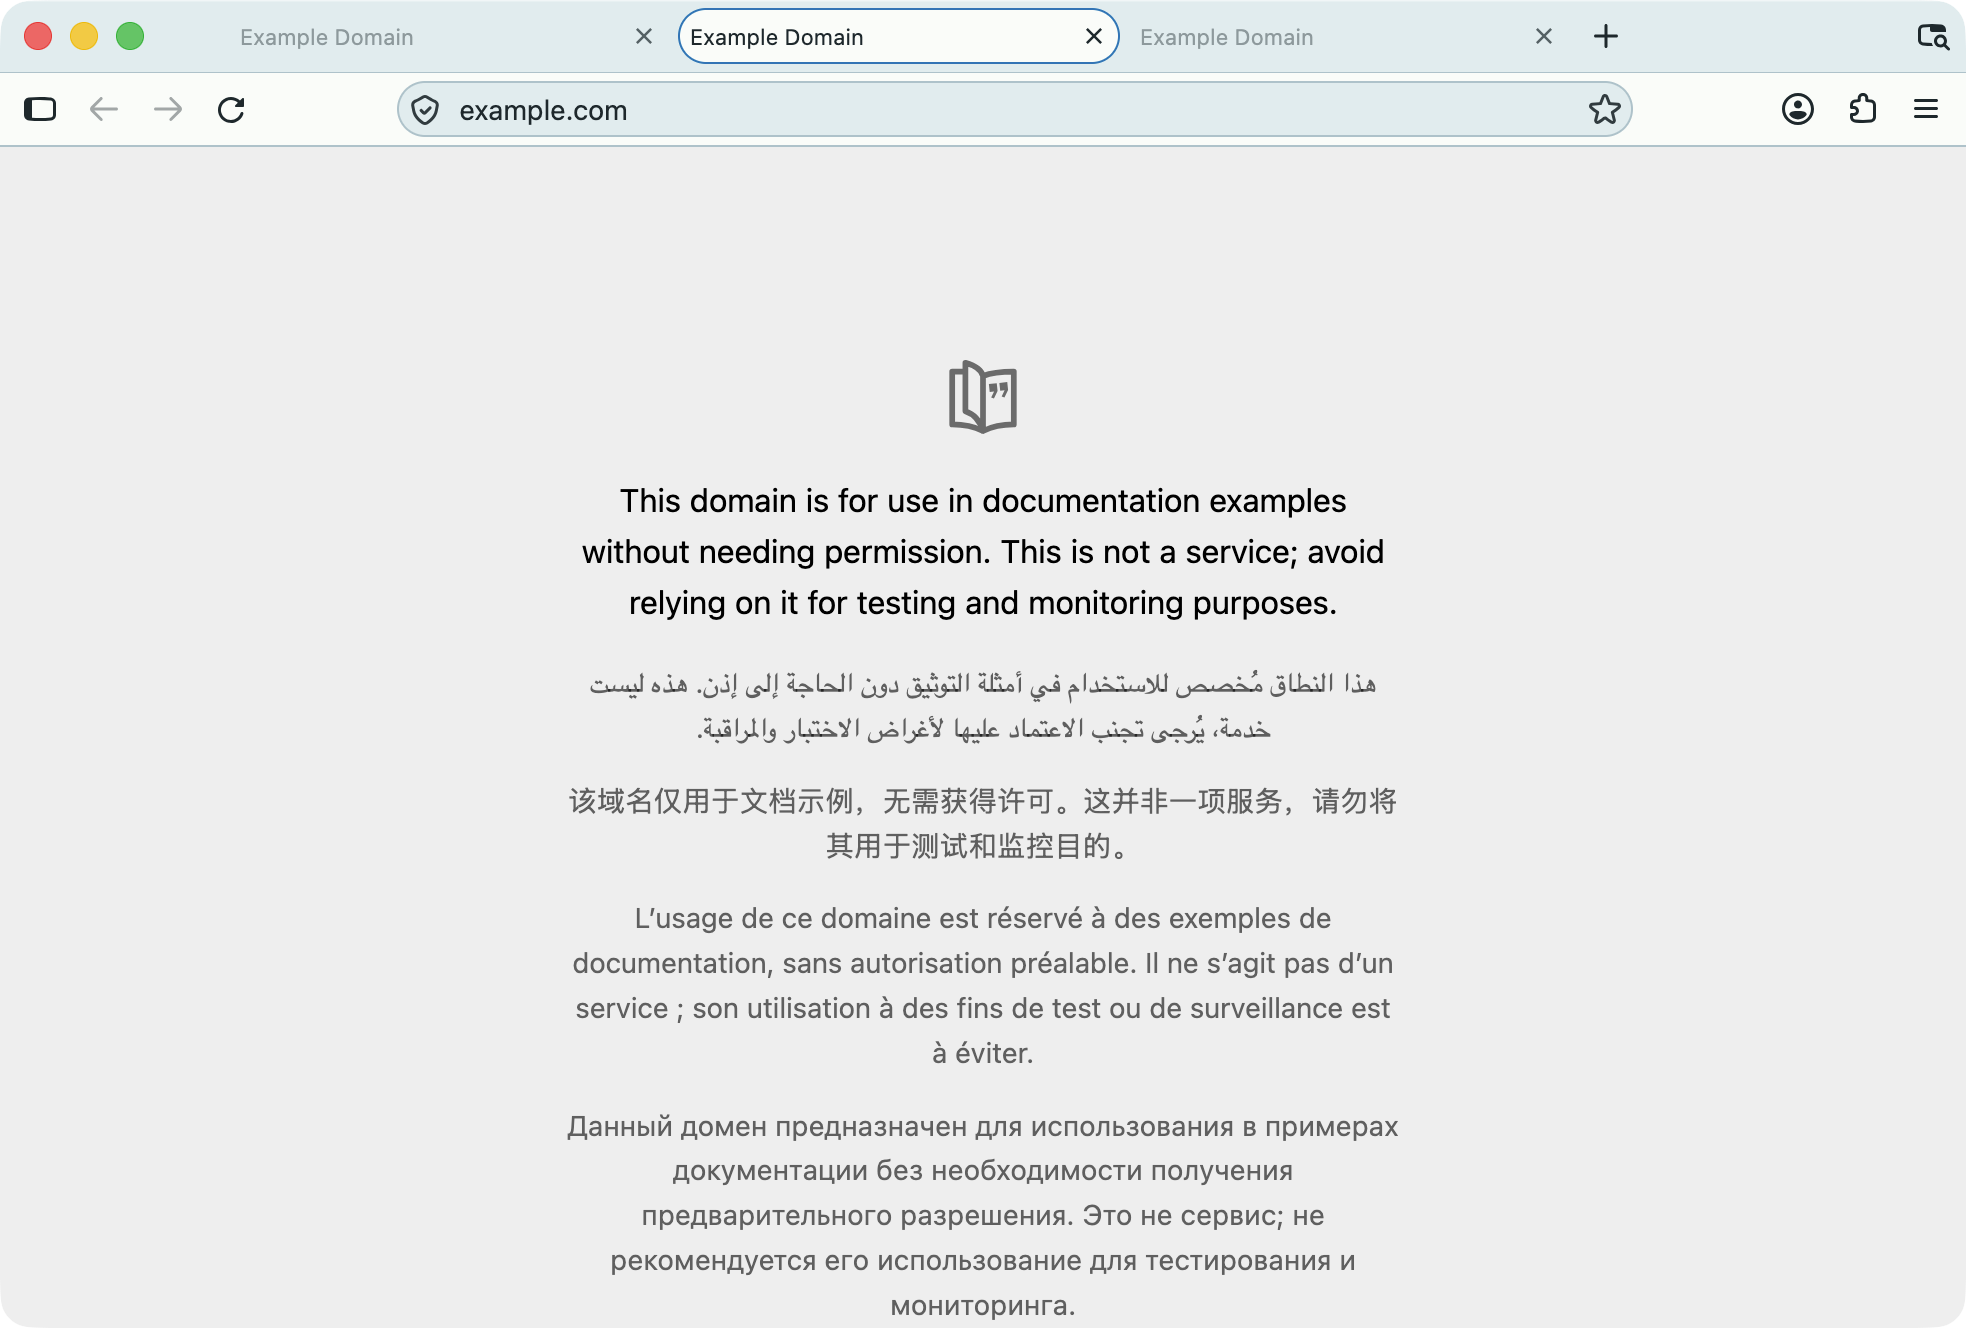 Example Domain
Example Domain
Example Domain
example.com
This domain is for use in documentation examples
without needing permission. This is not a service; avoid
relying on it for testing and monitoring purposes.
هذا النطاق مُخصص للاستخدام في أمثلة التوثيق دون الحاجة إلى إذن. هذه ليست
خدمة، يُرجى تجنب الاعتماد عليها لأغراض الاختبار والمراقبة.
该域名仅用于文档示例，无需获得许可。这并非一项服务，请勿将
其用于测试和监控目的。
L’usage de ce domaine est réservé à des exemples de
documentation, sans autorisation préalable. Il ne s’agit pas d’un
service ; son utilisation à des fins de test ou de surveillance est
à éviter.
Данный домен предназначен для использования в примерах
документации без необходимости получения
предварительного разрешения. Это не сервис; не
рекомендуется его использование для тестирования и
мониторинга.